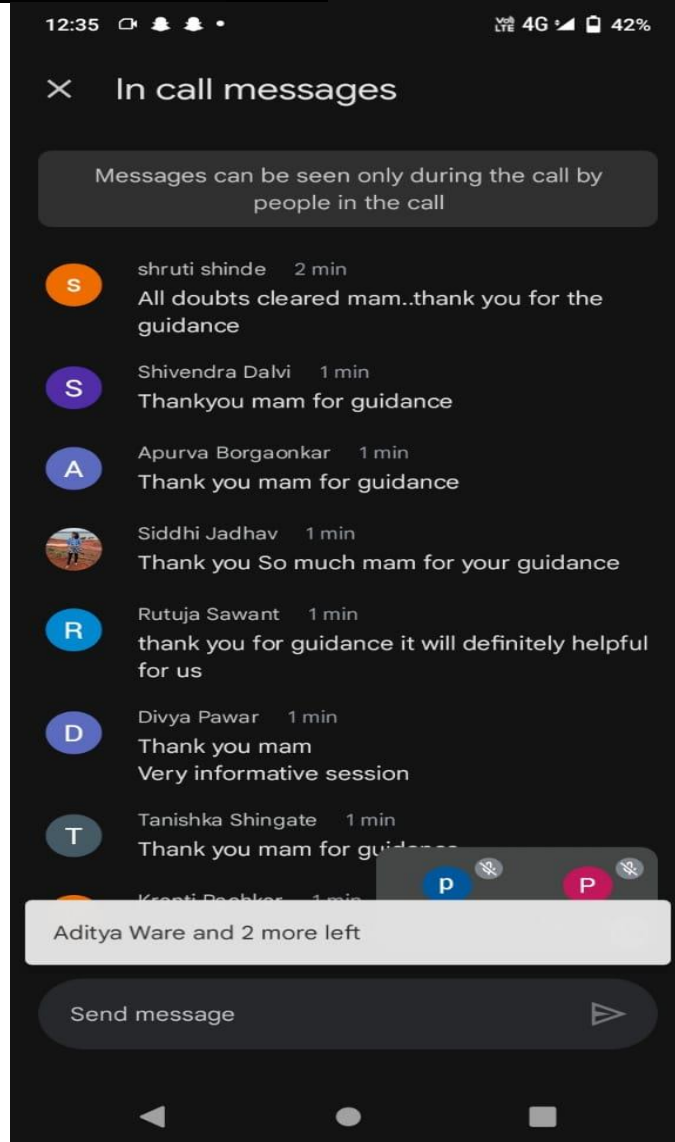 12:35 VoD LTE 4G 42%
In call messages
Messages can be seen only during the call by
people in the call
s
shruti shinde 2 min
All doubts cleared mam..thank you for the
guidance
S
Shivendra Dalvi 1 min
Thankyou mam for guidance
A
Apurva Borgaonkar 1 min
Thank you mam for guidance
Siddhi Jadhav 1 min
Thank you So much mam for your guidance
R
Rutuja Sawant 1 min
thank you for guidance it will definitely helpful
for us
D
Divya Pawar 1 min
Thank you mam
Very informative session
T
Tanishka Shingate 1 min
Thank you mam for guidance
p P
1 min
Aditya Ware and 2 more left
Send message